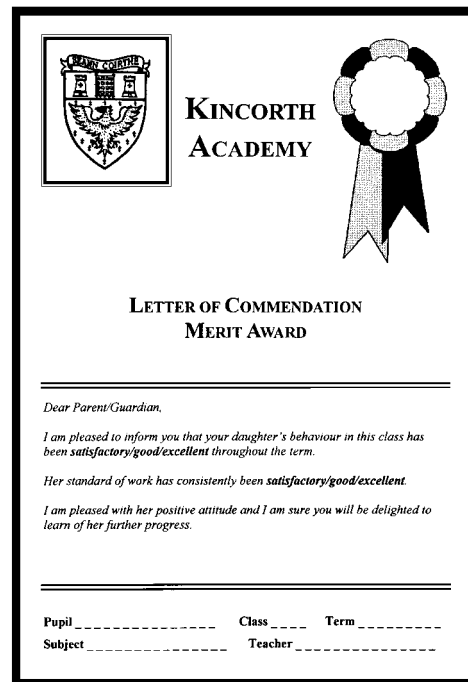 BEANN COIRTHE
KINCORTH
ACADEMY
LETTER OF COMMENDATION
MERIT AWARD
Dear Parent/Guardian,
I am pleased to inform you that your daughter's behaviour in this class has
been satisfactory/good/excellent throughout the term.
Her standard of work has consistently been satisfactory/good/excellent.
I am pleased with her positive attitude and I am sure you will be delighted to
learn of her further progress.
Pupil Class Term
Subject Teacher